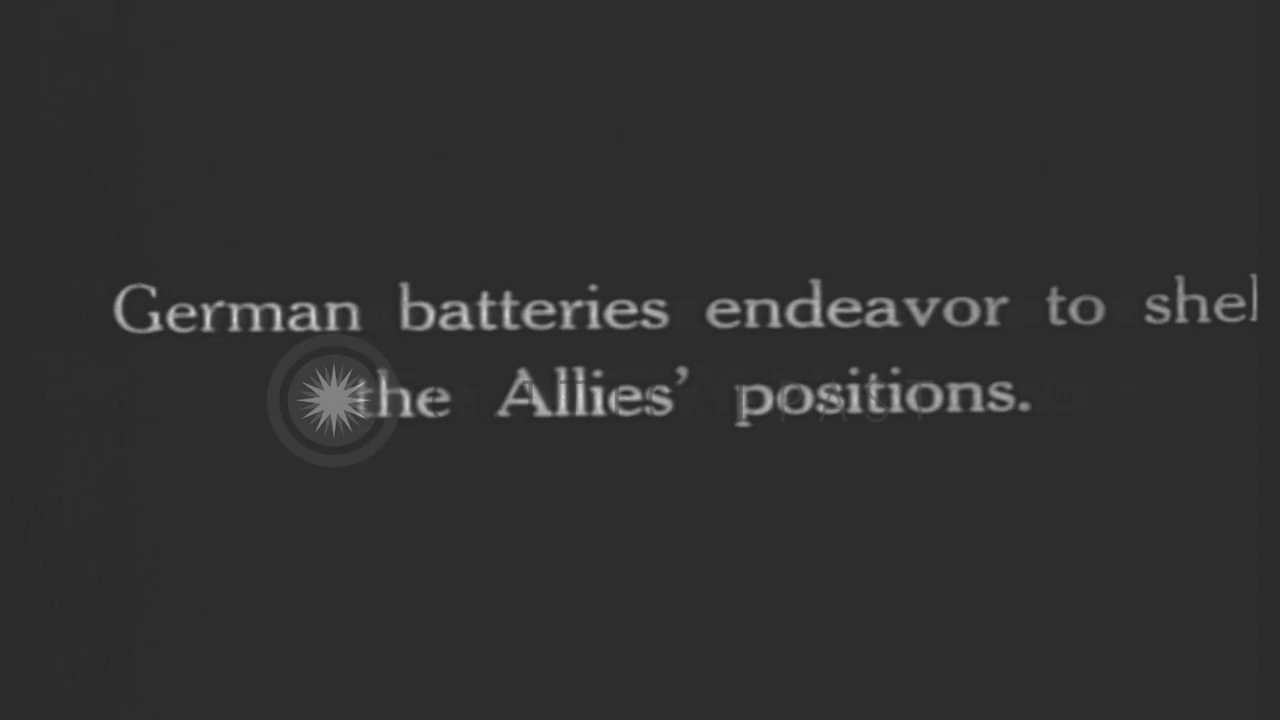 German batteries endeavor to shel
the Allies’ positions.